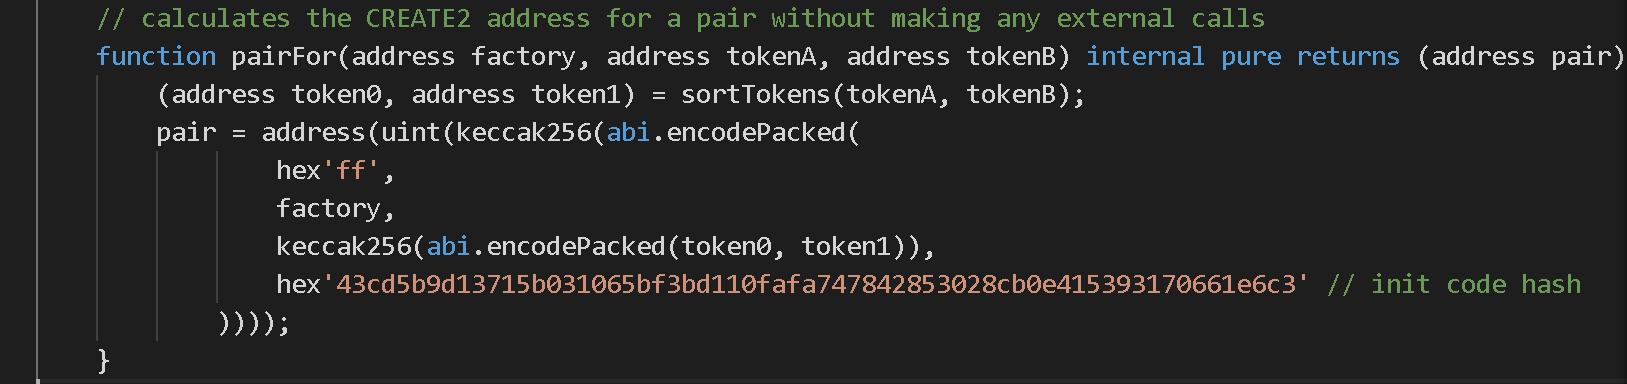 // calculates the CREATE2 address for a pair without making any external calls
function pairFor(address factory, address tokenA, address tokenB) internal pure returns (address pair)
(address token0, address token1) = sortTokens(tokenA, tokenB);
pair = address(uint(keccak256(abi.encodePacked(
hex'ff',
factory,
keccak256(abi.encodePacked(token0, token1)),
hex'43cd5b9d13715b031065bf3bd110fafa747842853028cb0e415393170661e6c3' // init code hash
))));
}